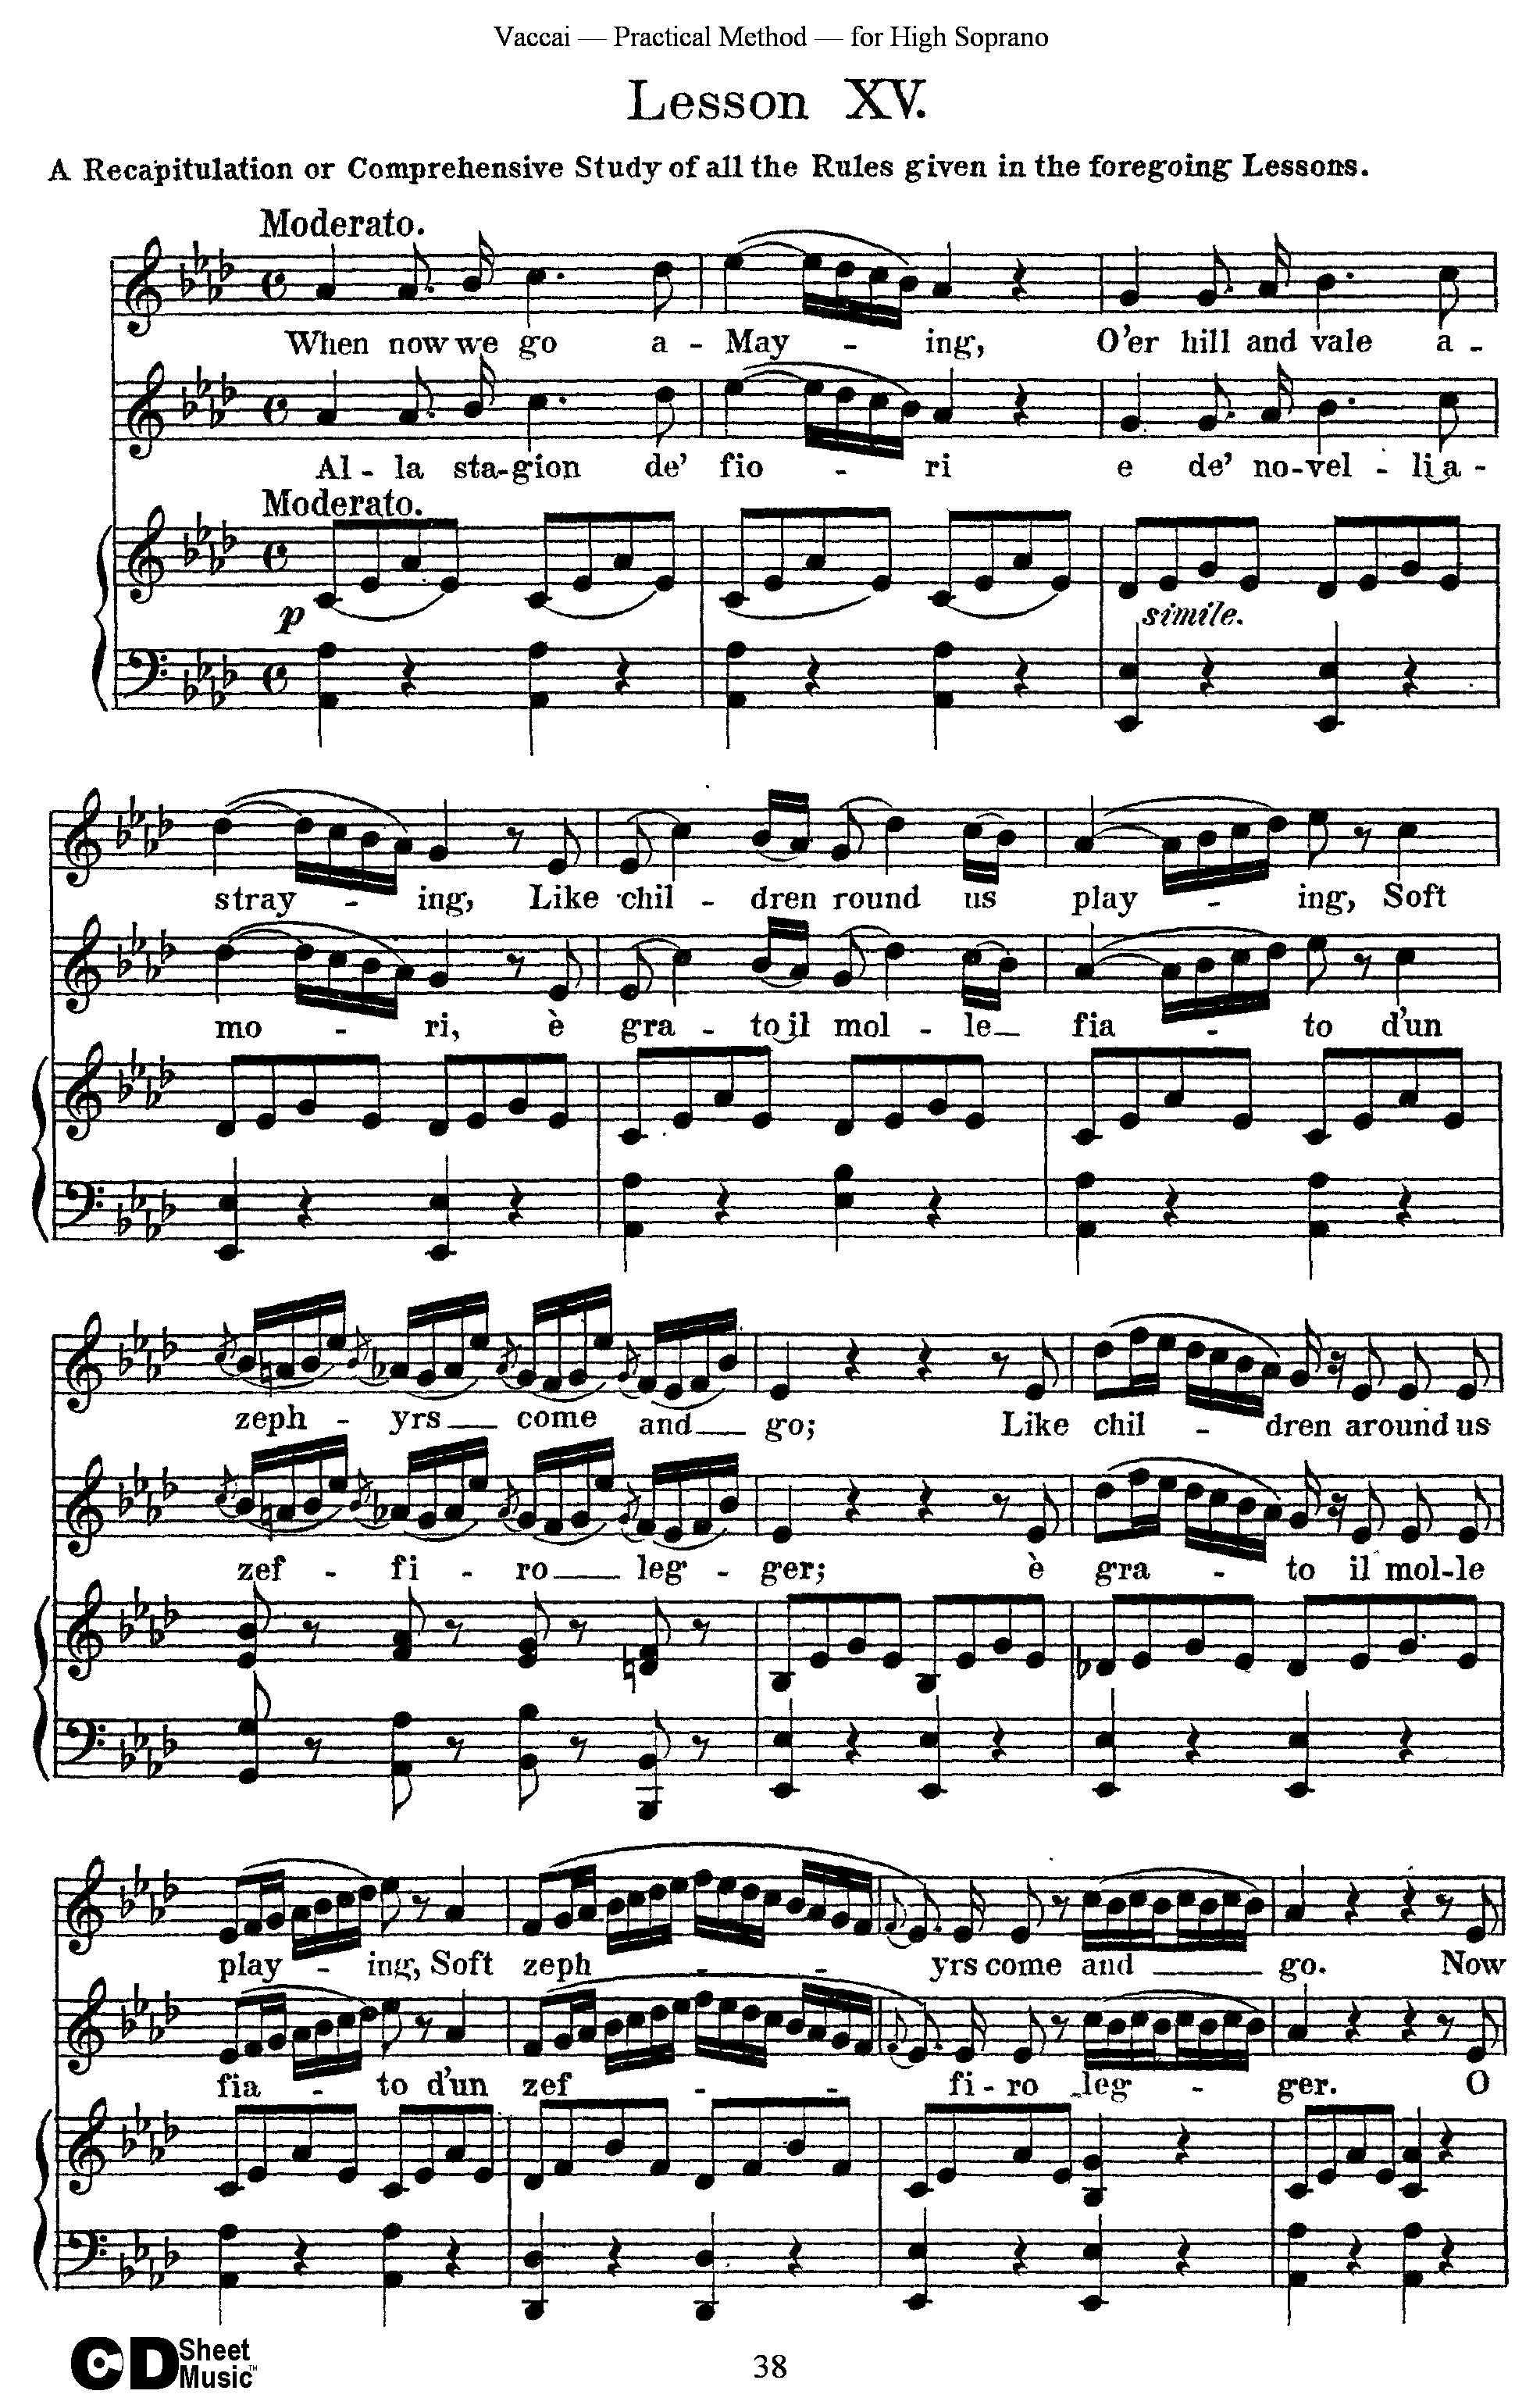 Vaccai — Practical Method — for High Soprano
Lesson XV.
A Recapitulation or Comprehensive Study of all the Rules given in the foregoing Lessons.
Moderato.
When now we go a - May - ing, O'er hill and vale a -
Al - la sta-gion de' fio - ri e de' no-vel - li a -
Moderato.
p
simile.
stray - ing, Like chil - dren round us play - ing, Soft
mo - ri, è gra - to il mol - le fia - to d'un
zeph - yrs come and go; Like chil - dren around us
zef - fi - ro leg - ger; è gra - to il mol-le
play - ing, Soft zeph - - - yrs come and go. Now
fia - to d'un zef - - - fi - ro leg - ger. O
CD Sheet Music™
38